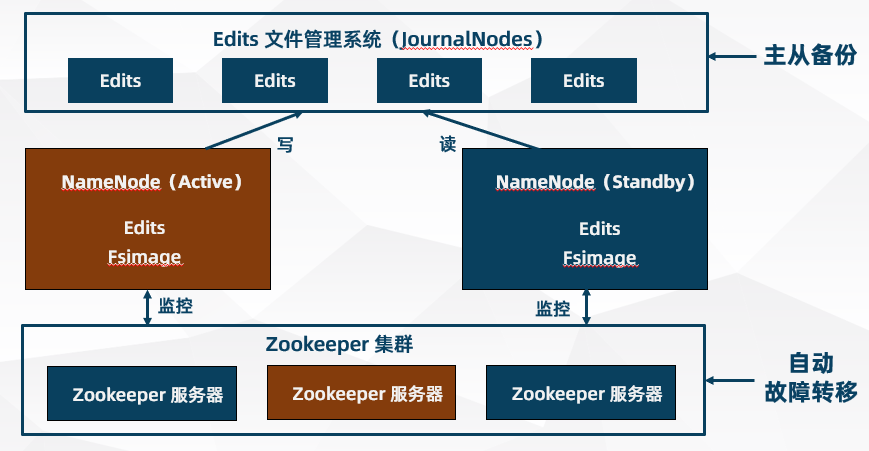 Edits 文件管理系统（JournalNodes）
Edits
Edits
Edits
Edits
主从备份
写
读
NameNode（Active）
Edits
Fsimage
NameNode（Standby）
Edits
Fsimage
监控
监控
Zookeeper 集群
Zookeeper 服务器
Zookeeper 服务器
Zookeeper 服务器
自动
故障转移